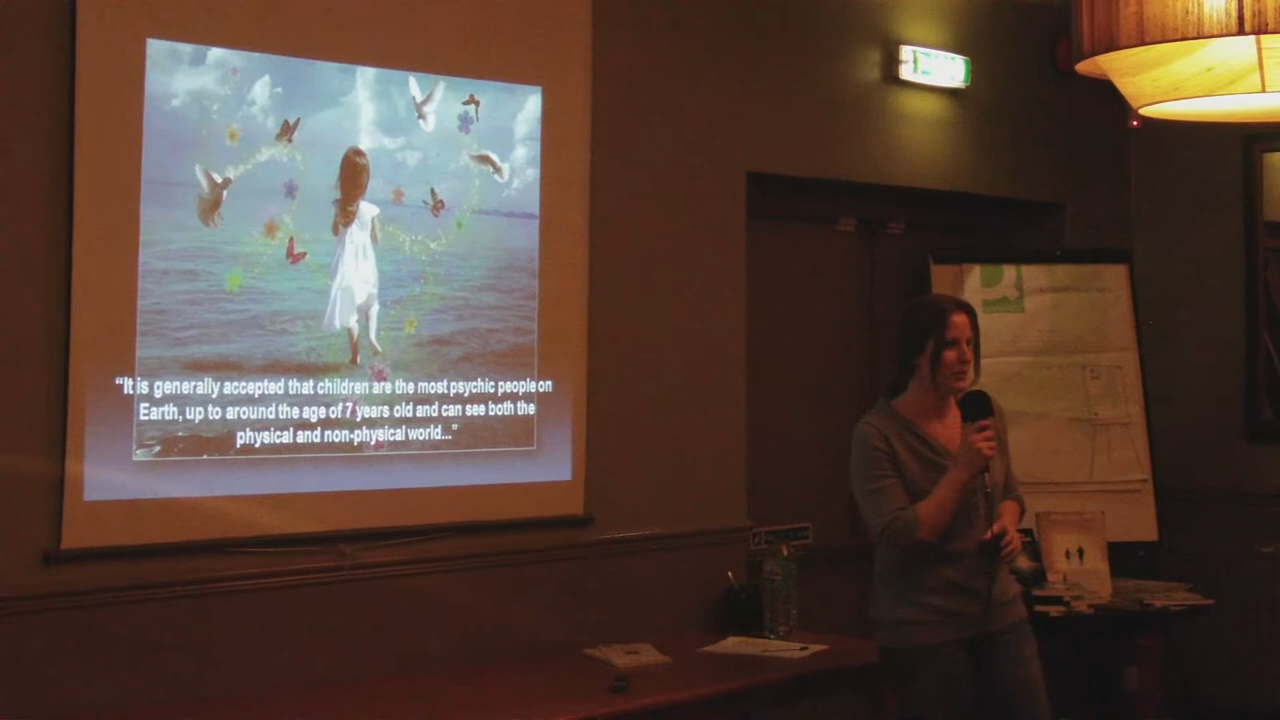 “It is generally accepted that children are the most psychic people on
Earth, up to around the age of 7 years old and can see both the
physical and non-physical world...”